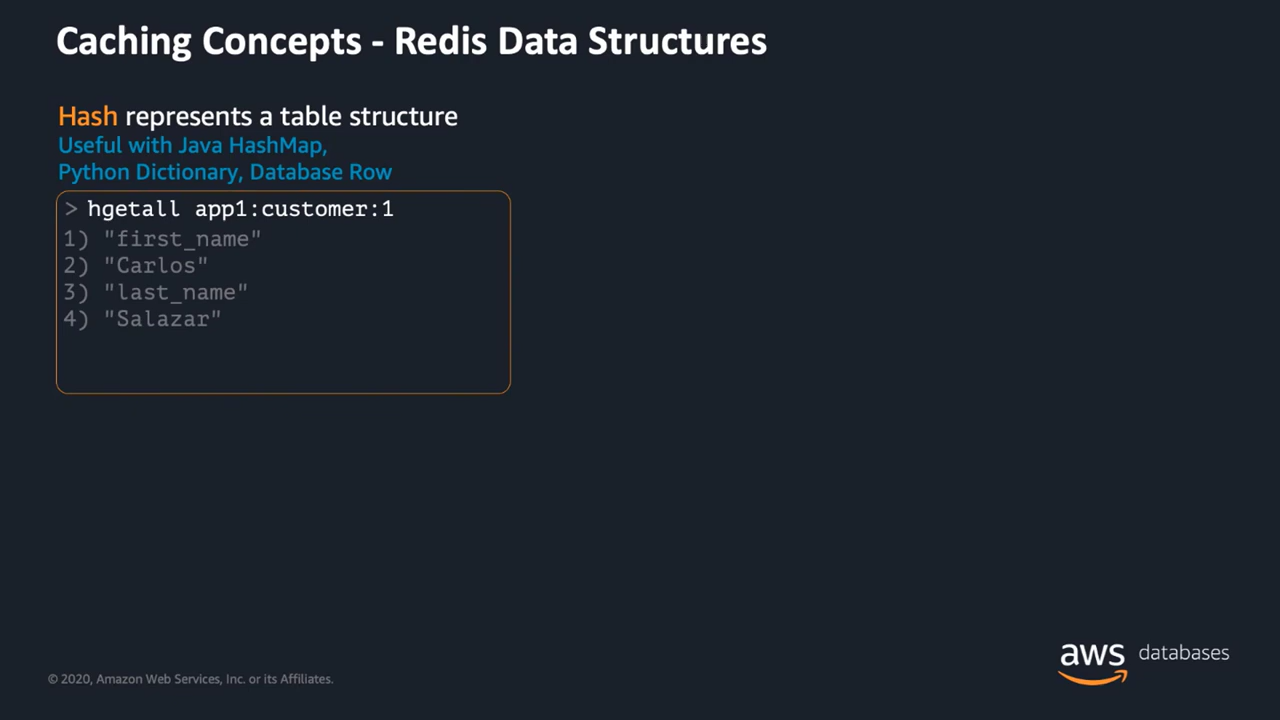 Caching Concepts - Redis Data Structures
Hash represents a table structure
Useful with Java HashMap,
Python Dictionary, Database Row
> hgetall app1:customer:1
1) "first_name"
2) "Carlos"
3) "last_name"
4) "Salazar"
aws databases
© 2020, Amazon Web Services, Inc. or its Affiliates.